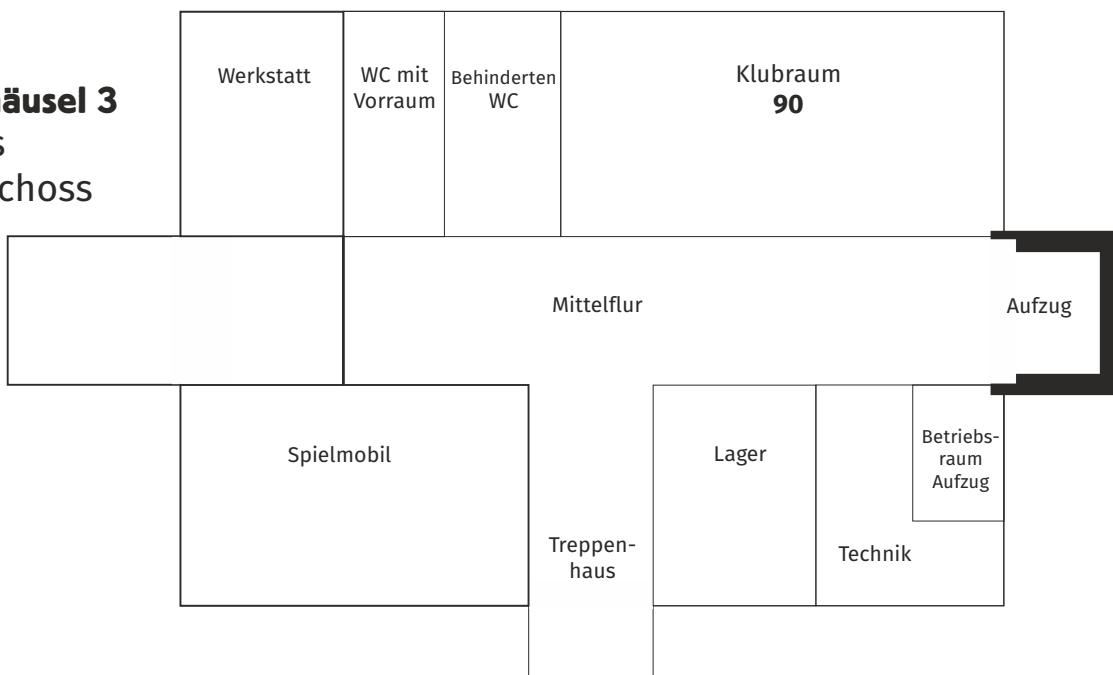 Werkstatt
WC mit
Vorraum
Behinderten
WC
Klubraum
90
häusel 3
s
choss
Mittelflur
Aufzug
Spielmobil
Lager
Betriebs-
raum
Aufzug
Treppen-
haus
Technik